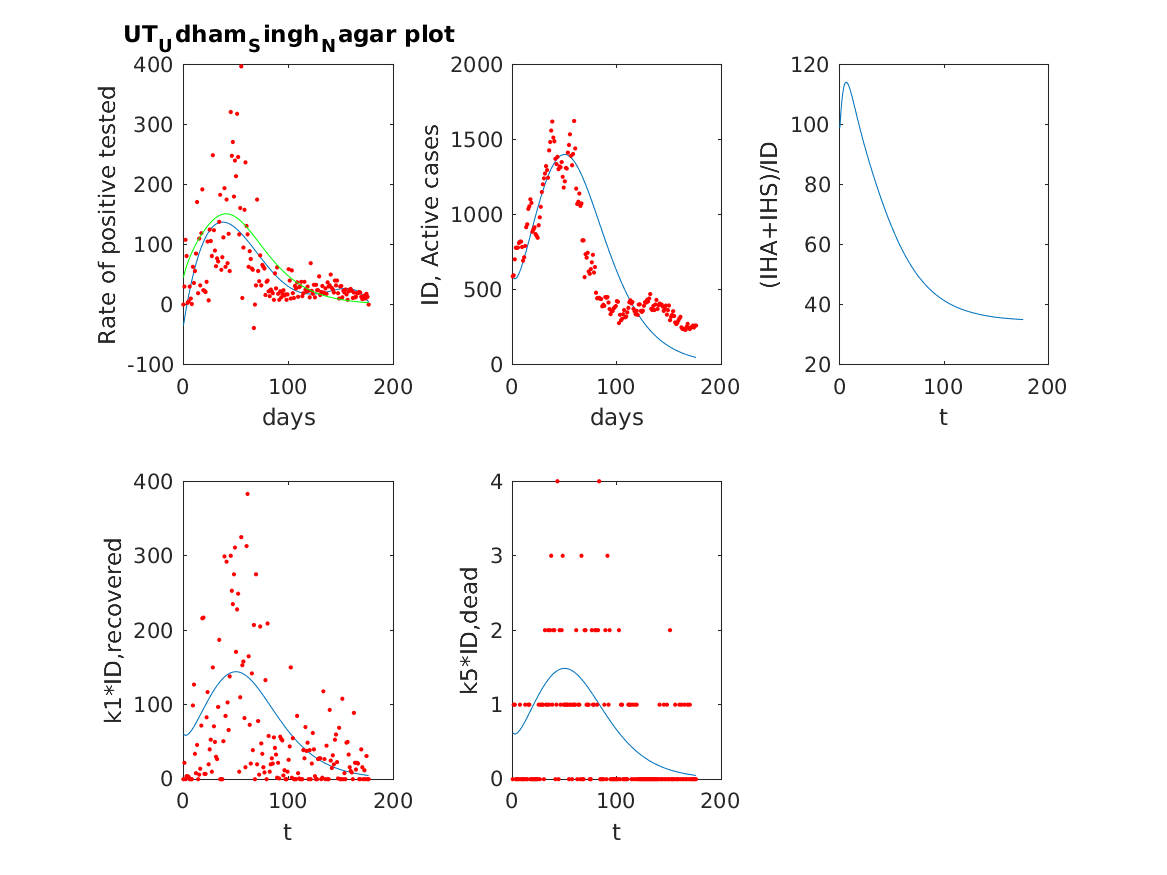 UTUdhamSinghNagar plot
400
300
200
100
0
-100
Rate of positive tested
0 100 200
days
2000
1500
1000
500
0
ID, Active cases
0 100 200
days
120
100
80
60
40
20
(IHA+IHS)/ID
0 100 200
t
400
300
200
100
0
k1*ID,recovered
0 100 200
t
4
3
2
1
0
k5*ID,dead
0 100 200
t